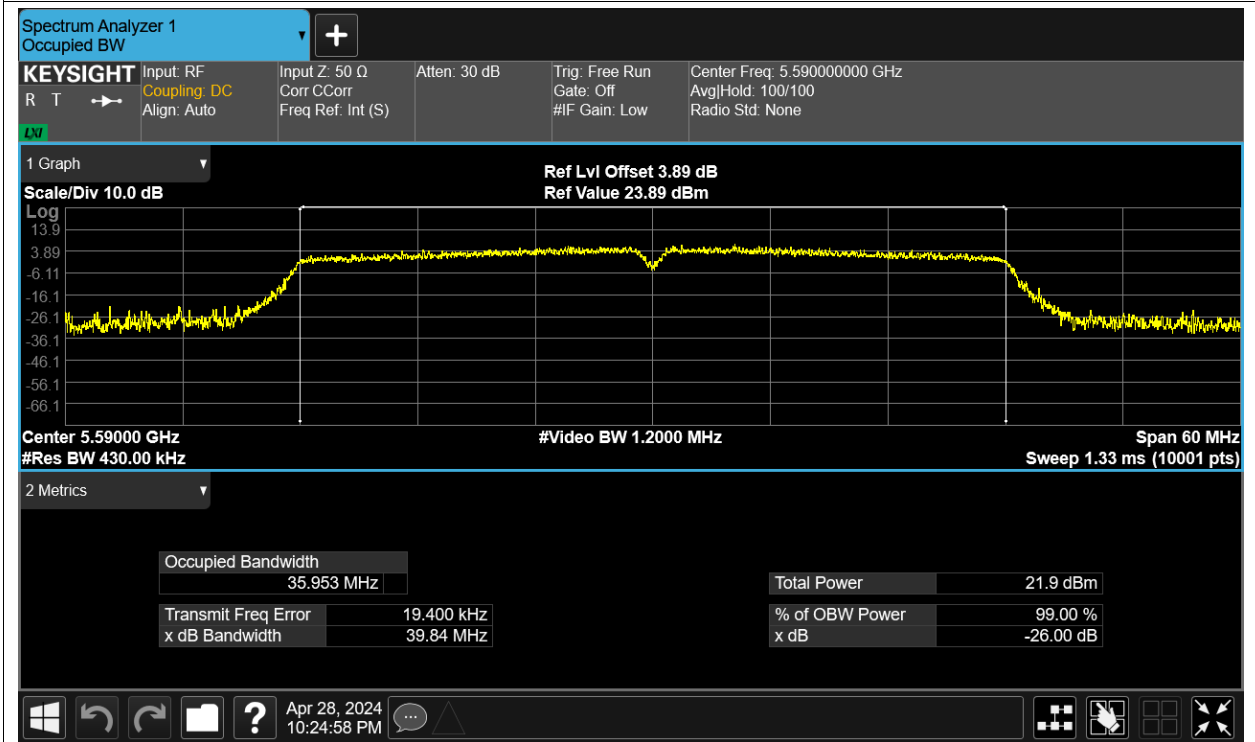 Spectrum Analyzer 1
Occupied BW
+
KEYSIGHT
R T
LXI
Input: RF
Coupling: DC
Align: Auto
Input Z: 50 Ω
Corr CCorr
Freq Ref: Int (S)
Atten: 30 dB
Trig: Free Run
Gate: Off
#IF Gain: Low
Center Freq: 5.590000000 GHz
Avg|Hold: 100/100
Radio Std: None
1 Graph
Scale/Div 10.0 dB
Ref Lvl Offset 3.89 dB
Ref Value 23.89 dBm
Log
13.9
3.89
-6.11
-16.1
-26.1
-36.1
-46.1
-56.1
-66.1
Center 5.59000 GHz
#Res BW 430.00 kHz
#Video BW 1.2000 MHz
Span 60 MHz
Sweep 1.33 ms (10001 pts)
2 Metrics
Occupied Bandwidth
35.953 MHz
Transmit Freq Error 19.400 kHz
x dB Bandwidth 39.84 MHz
Total Power 21.9 dBm
% of OBW Power 99.00 %
x dB -26.00 dB
?
Apr 28, 2024
10:24:58 PM